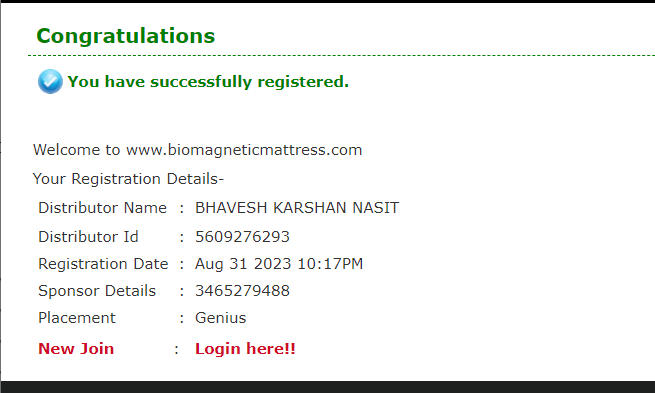 Congratulations
You have successfully registered.
Welcome to www.biomagneticmattress.com
Your Registration Details-
Distributor Name : BHAVESH KARSHAN NASIT
Distributor Id : 5609276293
Registration Date : Aug 31 2023 10:17PM
Sponsor Details : 3465279488
Placement : Genius
New Join : Login here!!